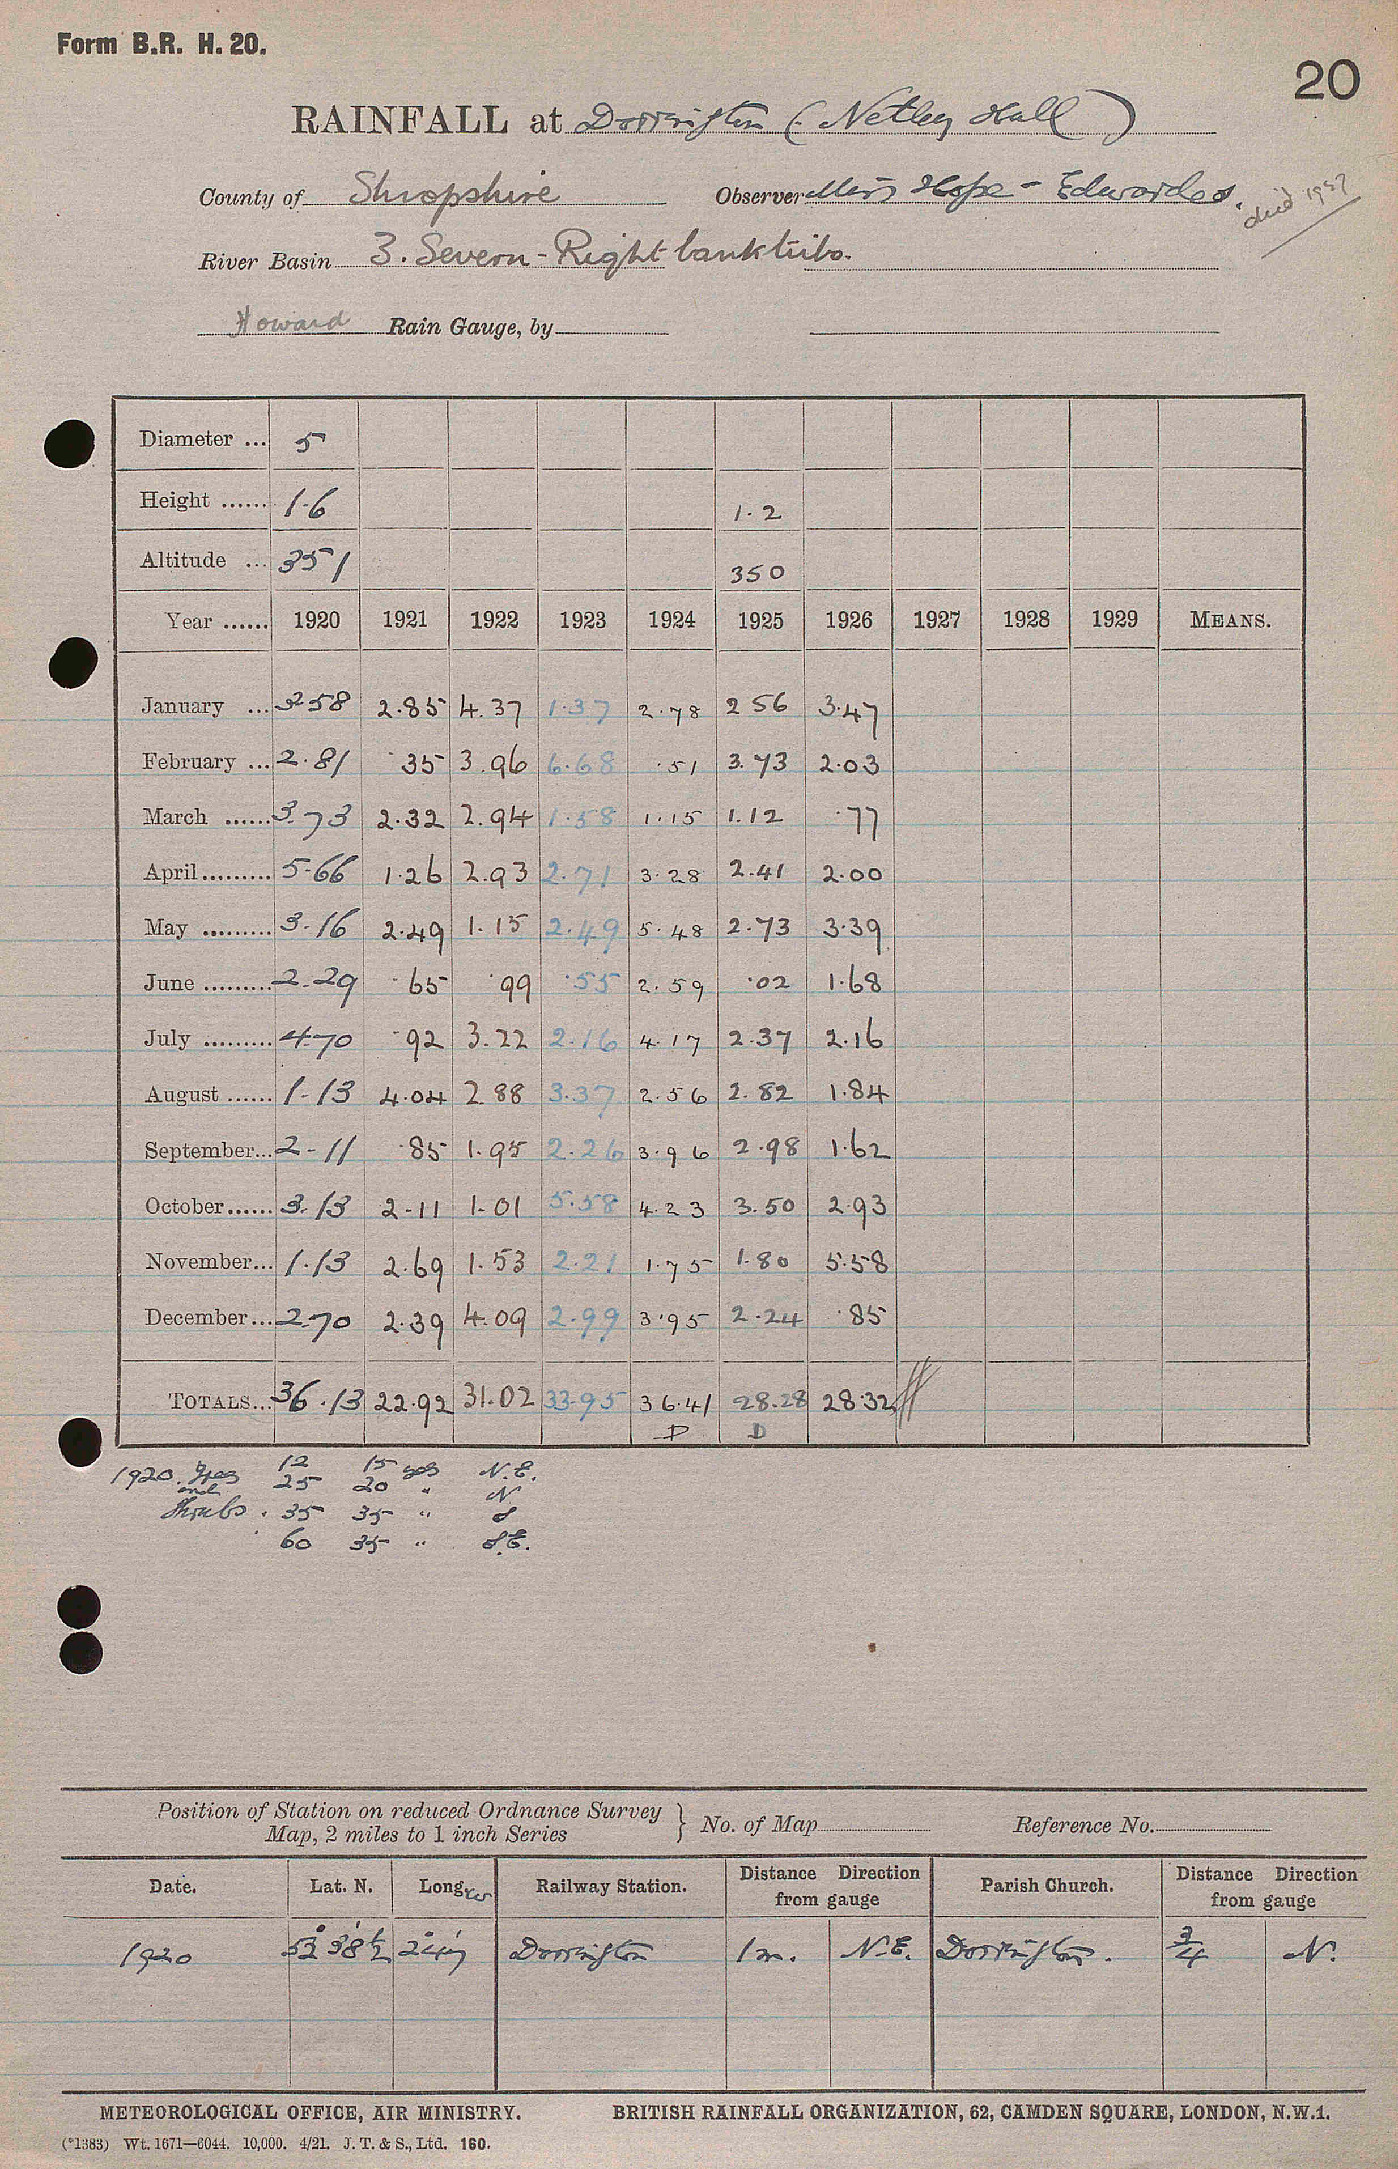 Form B.R. H. 20.
20
RAINFALL at Dorrington (Netley Hall)
County of Shropshire Observer Miss Hope-Edwardes. died 1927
River Basin 3. Severn - Right bank tribs.
Howard Rain Gauge, by
Diameter ... 5
Height ...... 1.6 1.2
Altitude ... 351 350
Year ...... 1920 1921 1922 1923 1924 1925 1926 1927 1928 1929 MEANS.
January ... 2.58 2.85 4.37 1.37 2.78 2 56 3.47
February ... 2.81 .35 3.96 6.68 .51 3.73 2.03
March ...... 3.73 2.32 2.94 1.58 1.15 1.12 .77
April ......... 5.66 1.26 2.93 2.71 3.28 2.41 2.00
May ......... 3.16 2.49 1.15 2.49 5.48 2.73 3.39
June ......... 2.29 .65 .99 .55 2.59 .02 1.68
July ......... 4.70 .92 3.22 2.16 4.17 2.37 2.16
August ...... 1.13 4.04 2 88 3.37 2.56 2.82 1.84
September... 2.11 .85 1.95 2.26 3.96 2.98 1.62
October...... 3.13 2.11 1.01 5.58 4.23 3.50 2.93
November... 1.13 2.69 1.53 2.21 1.75 1.80 5.58
December... 2.70 2.39 4.09 2.99 3.95 2.24 .85
TOTALS... 36.13 22.92 31.02 33.95 36.41 28.28 28.32
D D
1920. Trees 12 15 yds N.E.
and 25 20 " N
Shrubs . 35 35 " S
60 35 " S.E.
Position of Station on reduced Ordnance Survey Map, 2 miles to 1 inch Series } No. of Map Reference No.
Date. Lat. N. Long. W Railway Station. Distance Direction from gauge Parish Church. Distance Direction from gauge
1920 52° 38'½ 2° 47' Dorrington 1 m. N.E. Dorrington. ¾ N.
METEOROLOGICAL OFFICE, AIR MINISTRY. BRITISH RAINFALL ORGANIZATION, 62, CAMDEN SQUARE, LONDON, N.W.1.
(*1383) Wt. 1671—6044. 10,000. 4/21. J. T. & S., Ltd. 160.